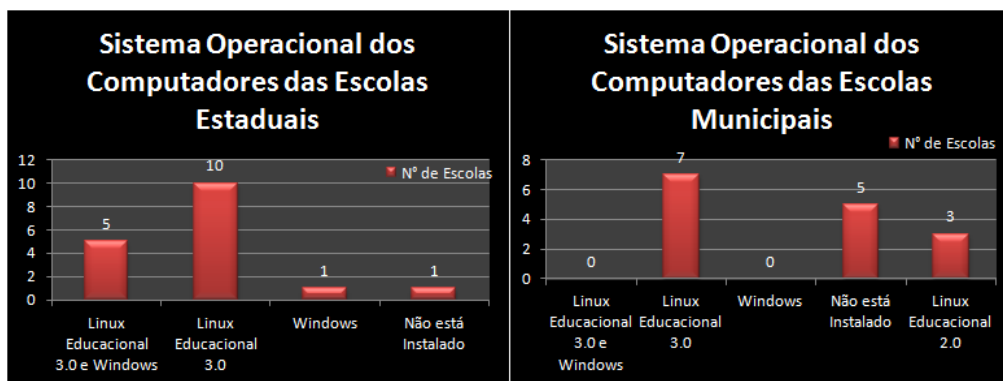 Sistema Operacional dos
Computadores das Escolas
Estaduais
N° de Escolas
12
10
8
6
4
2
0
5
10
1
1
Linux
Educacional
3.0 e Windows
Linux
Educacional
3.0
Windows
Não está
Instalado
Sistema Operacional dos
Computadores das Escolas
Municipais
N° de Escolas
8
6
4
2
0
0
7
0
5
3
Linux
Educacional
3.0 e
Windows
Linux
Educacional
3.0
Windows
Não está
Instalado
Linux
Educacional
2.0